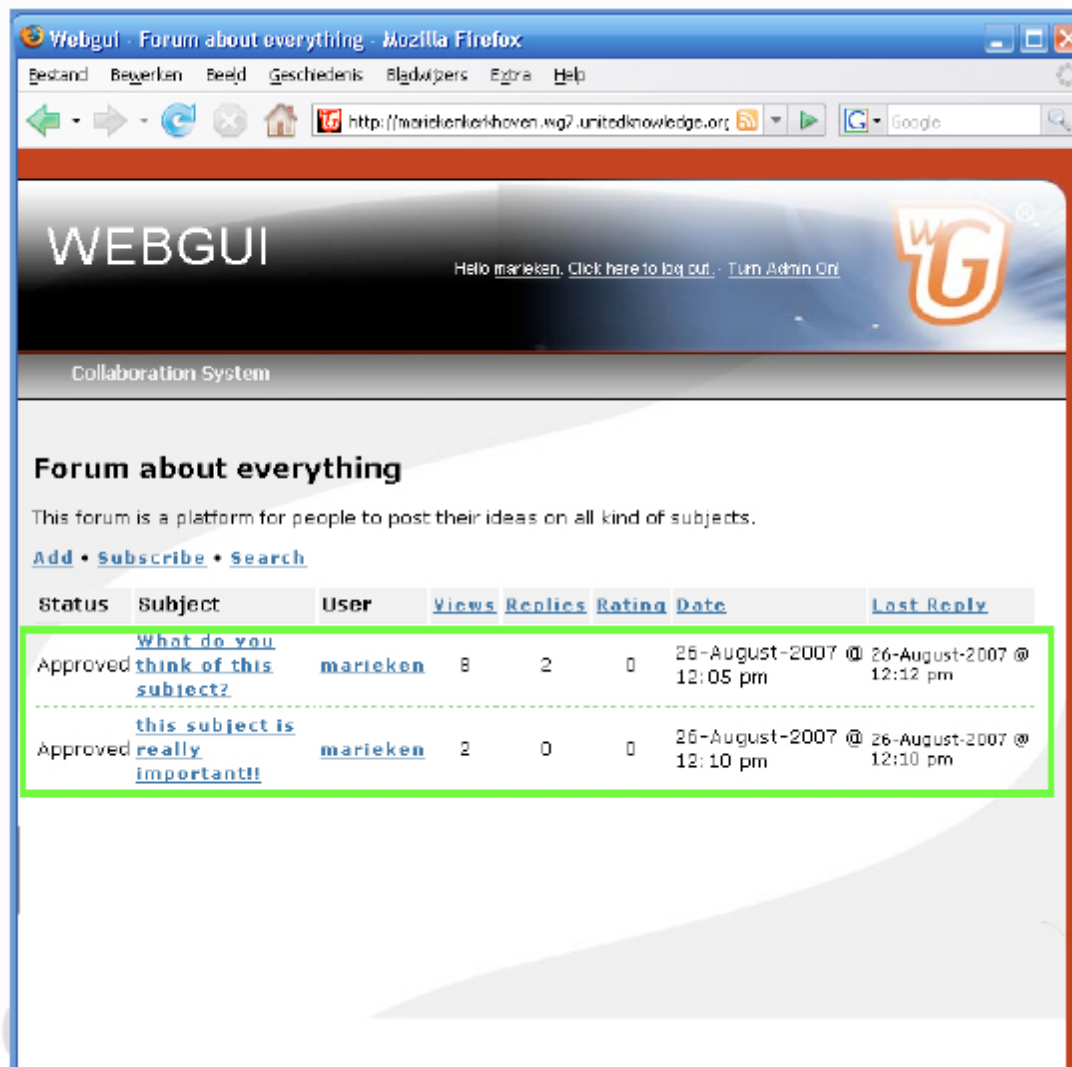 Webgui - Forum about everything - Mozilla Firefox
Bestand Bewerken Beeld Geschiedenis Bladwijzers Extra Help
http://mariekenkerkhoven.wg7.unitedknowledge.org Google
WEBGUI
Hello marieken. Click here to log out. - Turn Admin On!
WG ®
Collaboration System
Forum about everything
This forum is a platform for people to post their ideas on all kind of subjects.
Add • Subscribe • Search
Status Subject User Views Replies Rating Date Last Reply
What do you
Approved think of this marieken 8 2 0 26-August-2007 @ 26-August-2007 @
subject? 12:05 pm 12:12 pm
this subject is
Approved really marieken 2 0 0 26-August-2007 @ 26-August-2007 @
important!! 12:10 pm 12:10 pm